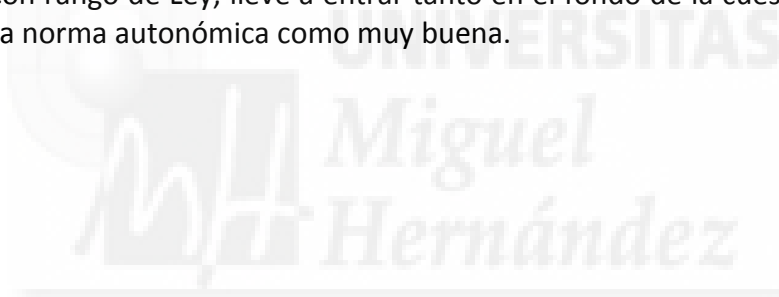 con rango de Ley, lleve a entrar tanto en el fondo de la cues
a norma autonómica como muy buena.
UNIVERSITAS
Miguel
Hernández